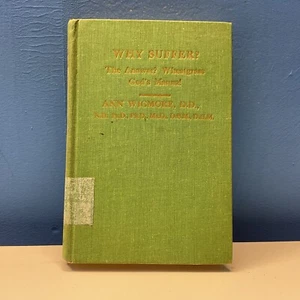 WHY SUFFER?
The Answer? Wheatgrass
God's Manna!
ANN WIGMORE, D.D.,